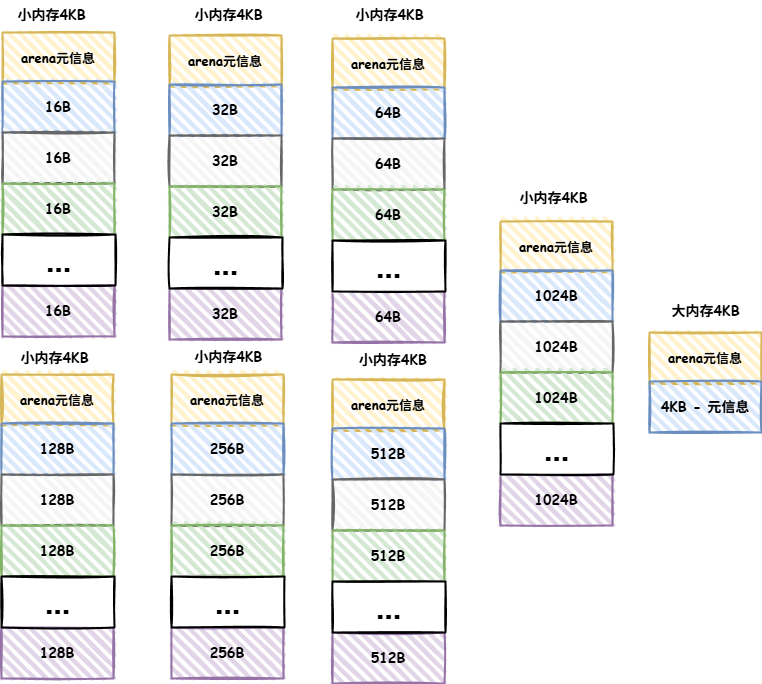 小内存4KB
arena元信息
16B
16B
16B
...
16B
小内存4KB
arena元信息
32B
32B
32B
...
32B
小内存4KB
arena元信息
64B
64B
64B
...
64B
小内存4KB
arena元信息
128B
128B
128B
...
128B
小内存4KB
arena元信息
256B
256B
256B
...
256B
小内存4KB
arena元信息
512B
512B
512B
...
512B
小内存4KB
arena元信息
1024B
1024B
1024B
...
1024B
大内存4KB
arena元信息
4KB - 元信息